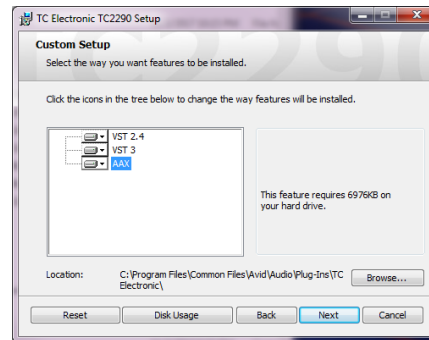 TC Electronic TC2290 Setup
Custom Setup
Select the way you want features to be installed.
TC2290
Click the icons in the tree below to change the way features will be installed.
VST 2.4
VST 3
AAX
This feature requires 6976KB on
your hard drive.
Location:
C:\Program Files\Common Files\Avid\Audio\Plug-Ins\TC
Electronic\
Browse...
Reset
Disk Usage
Back
Next
Cancel